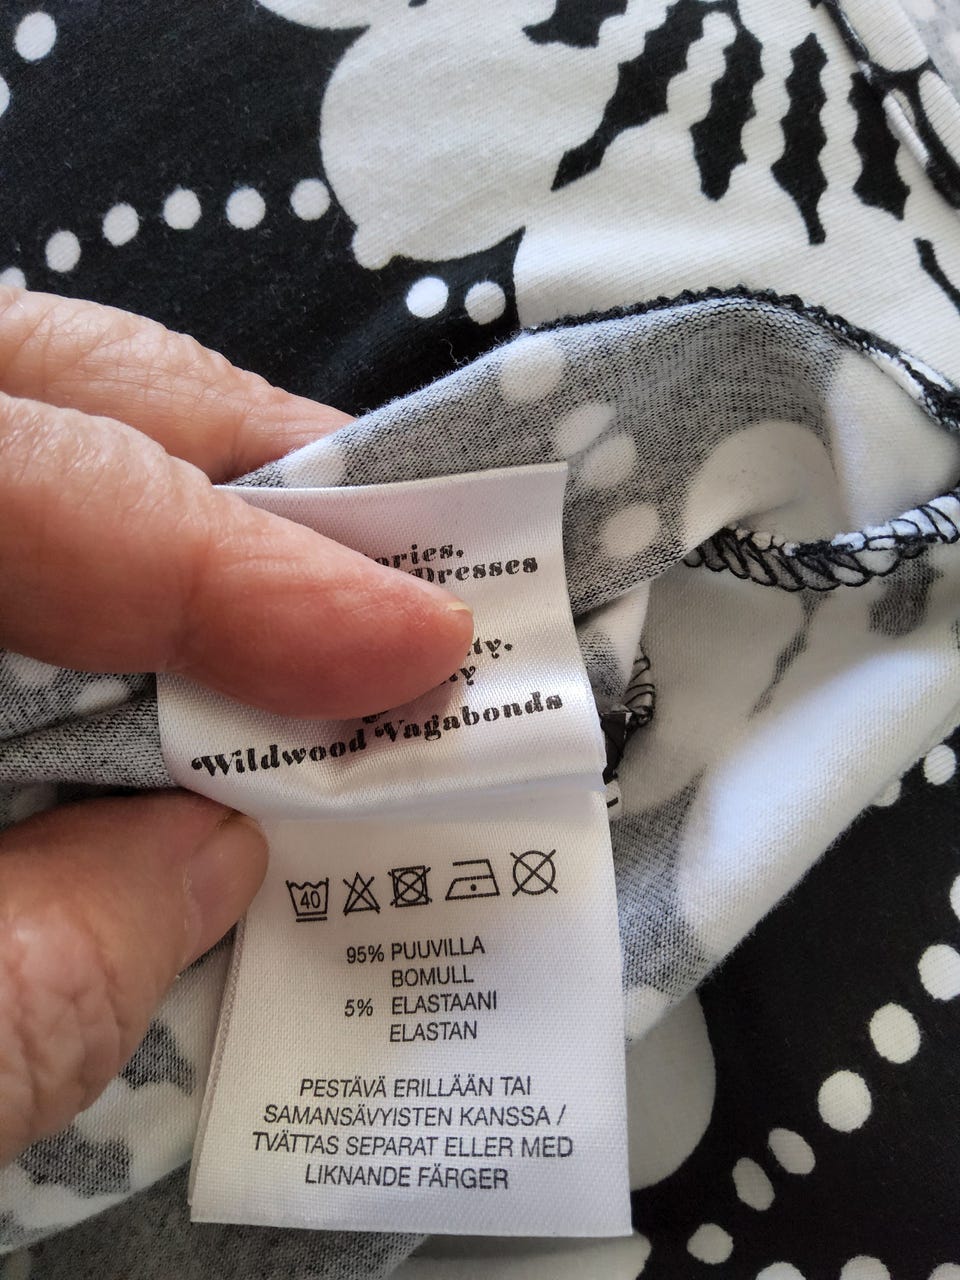 Dresses
Wildwood Vagabonds
40
95% PUUVILLA
BOMULL
5% ELASTAANI
ELASTAN
PESTÄVÄ ERILLÄÄN TAI
SAMANSÄVYISTEN KANSSA /
TVÄTTAS SEPARAT ELLER MED
LIKNANDE FÄRGER